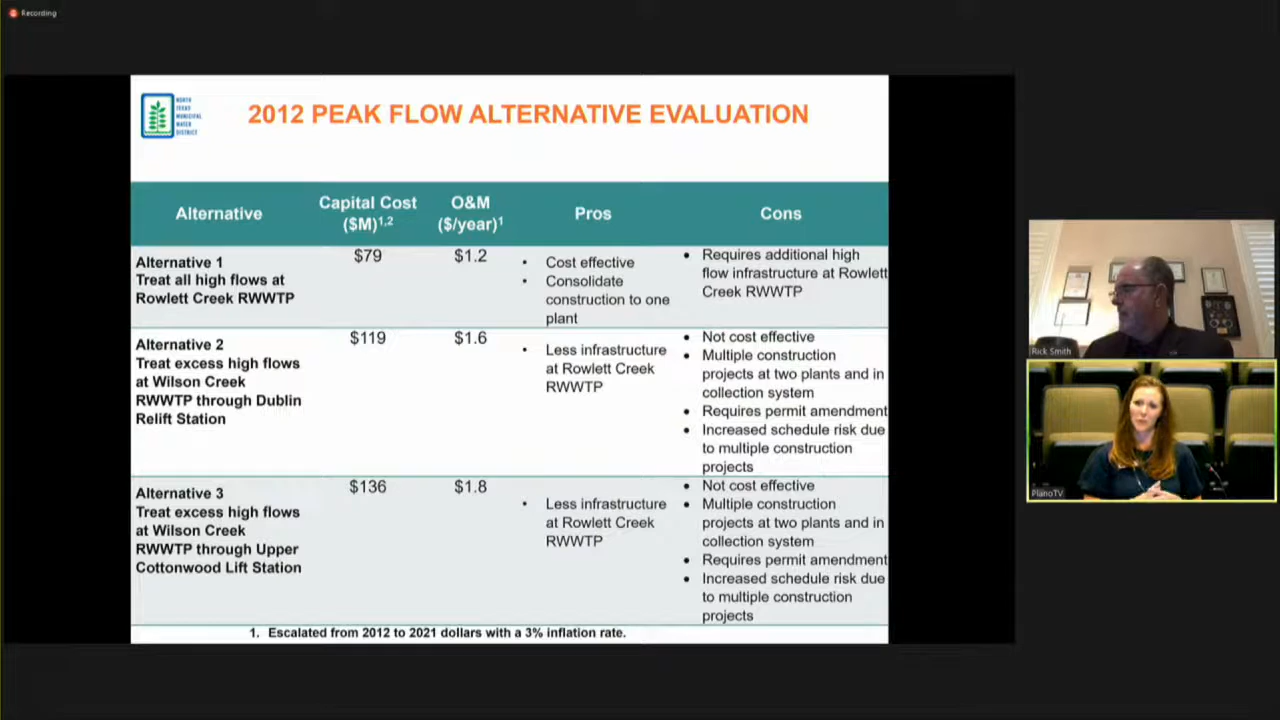 Recording
NORTH
TEXAS
MUNICIPAL
WATER
DISTRICT
2012 PEAK FLOW ALTERNATIVE EVALUATION
Alternative
Capital Cost
($M)1,2
O&M
($/year)1
Pros
Cons
Alternative 1
Treat all high flows at
Rowlett Creek RWWTP
$79
$1.2
• Cost effective
• Consolidate
construction to one
plant
• Requires additional high
flow infrastructure at Rowlett
Creek RWWTP
Alternative 2
Treat excess high flows
at Wilson Creek
RWWTP through Dublin
Relift Station
$119
$1.6
• Less infrastructure
at Rowlett Creek
RWWTP
• Not cost effective
• Multiple construction
projects at two plants and in
collection system
• Requires permit amendment
• Increased schedule risk due
to multiple construction
projects
Alternative 3
Treat excess high flows
at Wilson Creek
RWWTP through Upper
Cottonwood Lift Station
$136
$1.8
• Less infrastructure
at Rowlett Creek
RWWTP
• Not cost effective
• Multiple construction
projects at two plants and in
collection system
• Requires permit amendment
• Increased schedule risk due
to multiple construction
projects
1. Escalated from 2012 to 2021 dollars with a 3% inflation rate.
Rick Smith
PlanoTV